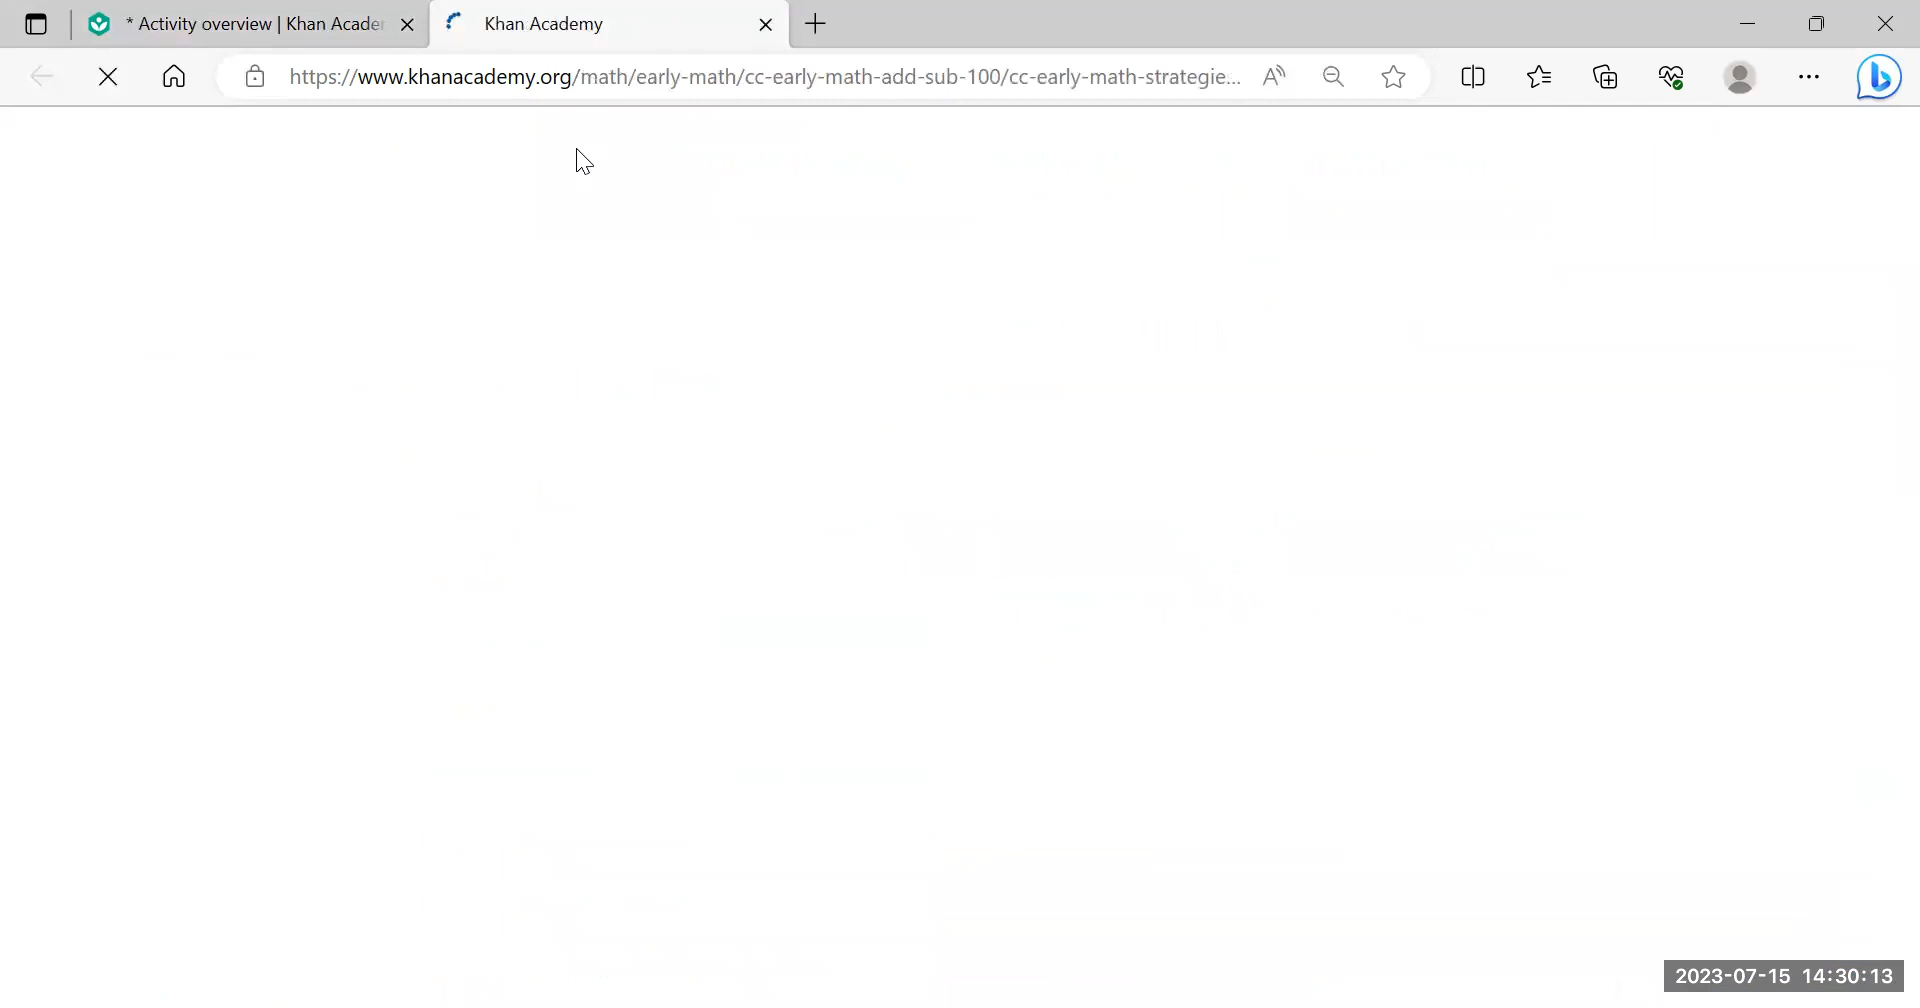 * Activity overview | Khan Acader
Khan Academy
https://www.khanacademy.org/math/early-math/cc-early-math-add-sub-100/cc-early-math-strategie...
2023-07-15 14:30:13